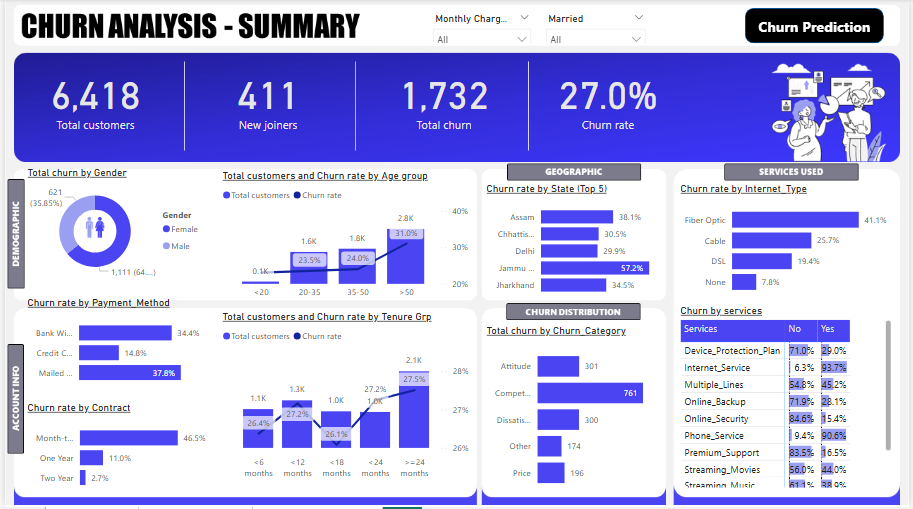 CHURN ANALYSIS - SUMMARY
Monthly Charg...
All
Married
All
Churn Prediction
6,418
Total customers
411
New joiners
1,732
Total churn
27.0%
Churn rate
DEMOGRAPHIC
Total churn by Gender
621
(35.85%)
1,111 (64....)
Gender
Female
Male
Total customers and Churn rate by Age group
Total customers Churn rate
0.1K
1.6K
1.8K
2.8K
23.5%
24.0%
31.0%
40%
30%
20%
<20 20-35 35-50 >50
GEOGRAPHIC
Churn rate by State (Top 5)
Assam 38.1%
Chhattis... 30.5%
Delhi 29.9%
Jammu ... 57.2%
Jharkhand 34.5%
SERVICES USED
Churn rate by Internet_Type
Fiber Optic 41.1%
Cable 25.7%
DSL 19.4%
None 7.8%
ACCOUNT INFO
Churn rate by Payment_Method
Bank Wi... 34.4%
Credit C... 14.8%
Mailed ... 37.8%
Churn rate by Contract
Month-t... 46.5%
One Year 11.0%
Two Year 2.7%
Total customers and Churn rate by Tenure Grp
Total customers Churn rate
1.1K
1.3K
1.0K
1.0K
2.1K
26.4%
27.2%
26.1%
27.2%
27.5%
28%
27%
26%
<6 months
<12 months
<18 months
<24 months
>=24 months
CHURN DISTRIBUTION
Total churn by Churn_Category
Attitude 301
Compet... 761
Dissatis... 300
Other 174
Price 196
Churn by services
Services No Yes
Device_Protection_Plan 71.0% 29.0%
Internet_Service 6.3% 93.7%
Multiple_Lines 54.8% 45.2%
Online_Backup 71.9% 28.1%
Online_Security 84.6% 15.4%
Phone_Service 9.4% 90.6%
Premium_Support 83.5% 16.5%
Streaming_Movies 56.0% 44.0%
Streaming_Music 61.1% 38.9%